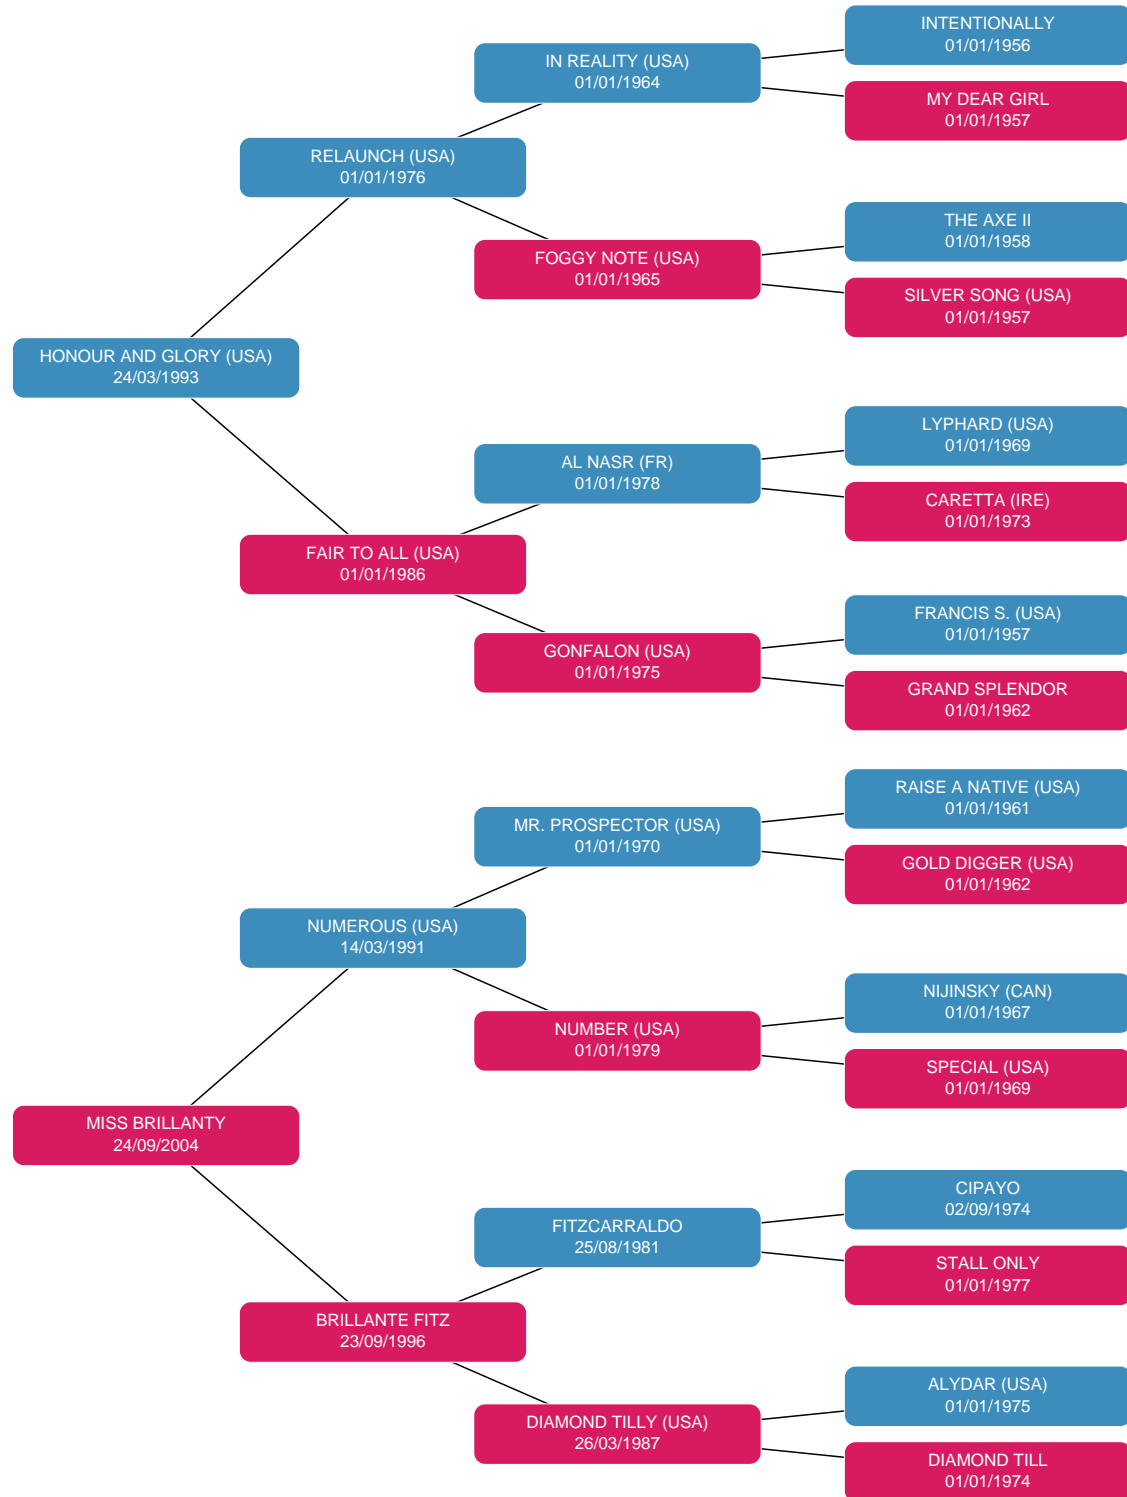 INTENTIONALLY
01/01/1956
IN REALITY (USA)
01/01/1964
MY DEAR GIRL
01/01/1957
RELAUNCH (USA)
01/01/1976
THE AXE II
01/01/1958
FOGGY NOTE (USA)
01/01/1965
SILVER SONG (USA)
01/01/1957
HONOUR AND GLORY (USA)
24/03/1993
LYPHARD (USA)
01/01/1969
AL NASR (FR)
01/01/1978
CARETTA (IRE)
01/01/1973
FAIR TO ALL (USA)
01/01/1986
FRANCIS S. (USA)
01/01/1957
GONFALON (USA)
01/01/1975
GRAND SPLENDOR
01/01/1962
RAISE A NATIVE (USA)
01/01/1961
MR. PROSPECTOR (USA)
01/01/1970
GOLD DIGGER (USA)
01/01/1962
NUMEROUS (USA)
14/03/1991
NIJINSKY (CAN)
01/01/1967
NUMBER (USA)
01/01/1979
SPECIAL (USA)
01/01/1969
MISS BRILLANTY
24/09/2004
CIPAYO
02/09/1974
FITZCARRALDO
25/08/1981
STALL ONLY
01/01/1977
BRILLANTE FITZ
23/09/1996
ALYDAR (USA)
01/01/1975
DIAMOND TILLY (USA)
26/03/1987
DIAMOND TILL
01/01/1974